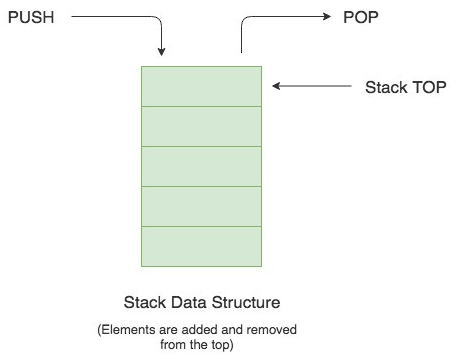 PUSH
POP
Stack TOP
Stack Data Structure
(Elements are added and removed
from the top)